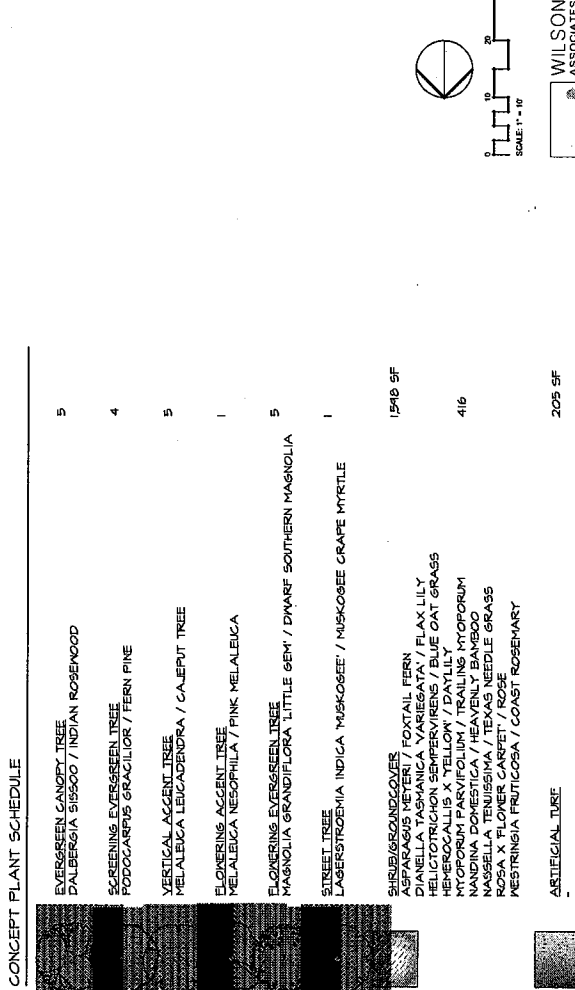 CONCEPT PLANT SCHEDULE
EVERGREEN CANOPY TREE 5
DALBERGIA SISSOO / INDIAN ROSEWOOD
SCREENING EVERGREEN TREE 4
PODOCARPUS GRACILIOR / FERN PINE
VERTICAL ACCENT TREE 5
MELALEUCA LEUCADENDRA / CAJEPUT TREE
FLOWERING ACCENT TREE 1
MELALEUCA NESOPHILA / PINK MELALEUCA
FLOWERING EVERGREEN TREE 5
MAGNOLIA GRANDIFLORA 'LITTLE GEM' / DWARF SOUTHERN MAGNOLIA
STREET TREE 1
LAGERSTROEMIA INDICA 'MUSKOGEE' / MUSKOGEE CRAPE MYRTLE
SHRUB/GROUNDCOVER 1,548 SF
ASPARAGUS MEYERI / FOXTAIL FERN
DIANELLA TASMANICA 'VARIEGATA' / FLAX LILY
HELICTOTRICHON SEMPERVIRENS / BLUE OAT GRASS
HEMEROCALLIS X 'YELLOW' / DAYLILY
MYOPORUM PARVIFOLIUM / TRAILING MYOPORUM 416
NANDINA DOMESTICA / HEAVENLY BAMBOO
NASSELLA TENUISSIMA / TEXAS NEEDLE GRASS
ROSA X 'FLOWER CARPET' / ROSE
WESTRINGIA FRUTICOSA / COAST ROSEMARY
ARTIFICIAL TURF 205 SF
-
0 10 20
SCALE: 1" = 10'
WILSON
ASSOCIATES